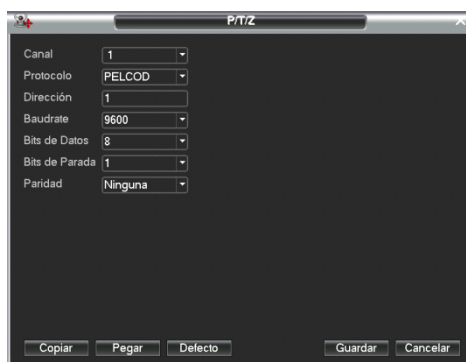 P/T/Z
Canal 1
Protocolo PELCOD
Dirección 1
Baudrate 9600
Bits de Datos 8
Bits de Parada 1
Paridad Ninguna
Copiar Pegar Defecto Guardar Cancelar